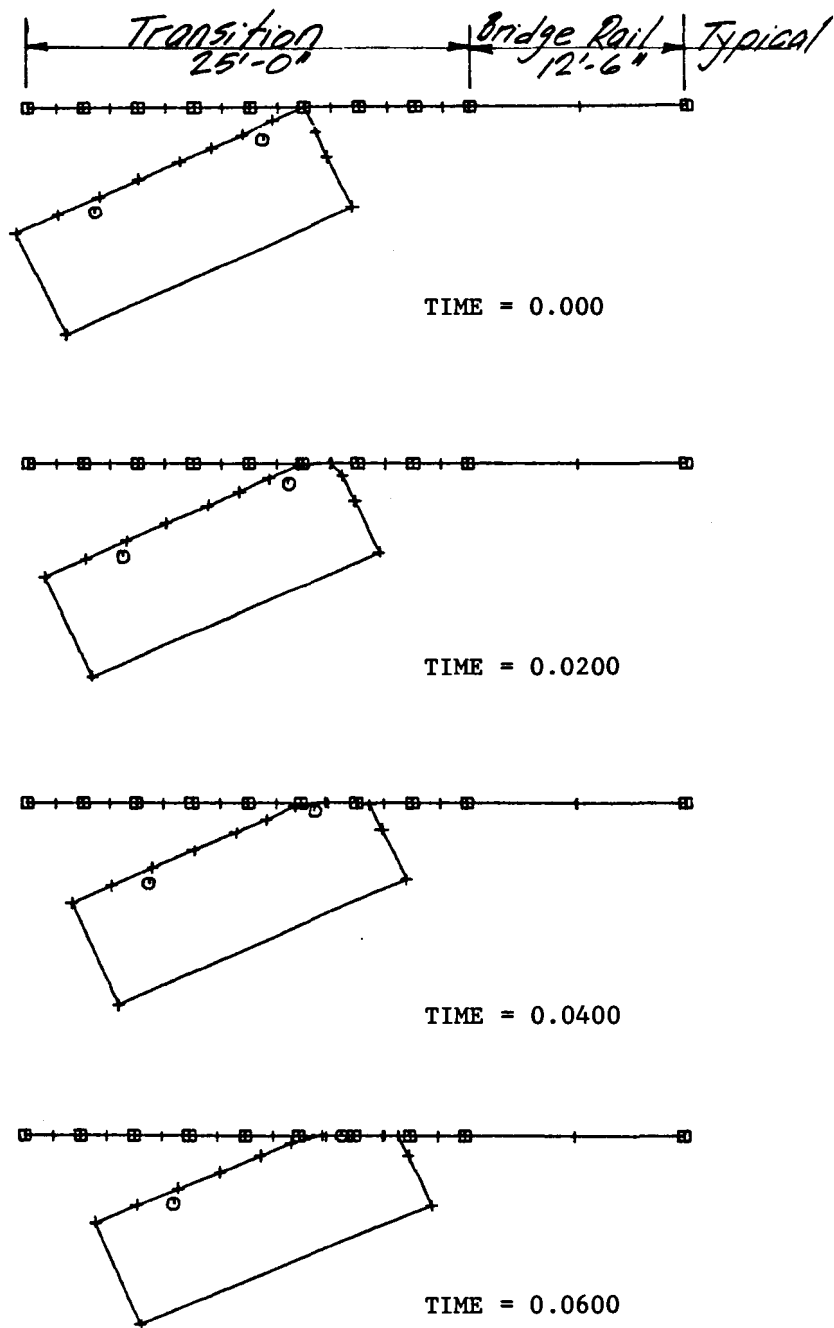 Transition Bridge Rail Typical
25'-0" 12'-6"
TIME = 0.000
TIME = 0.0200
TIME = 0.0400
TIME = 0.0600